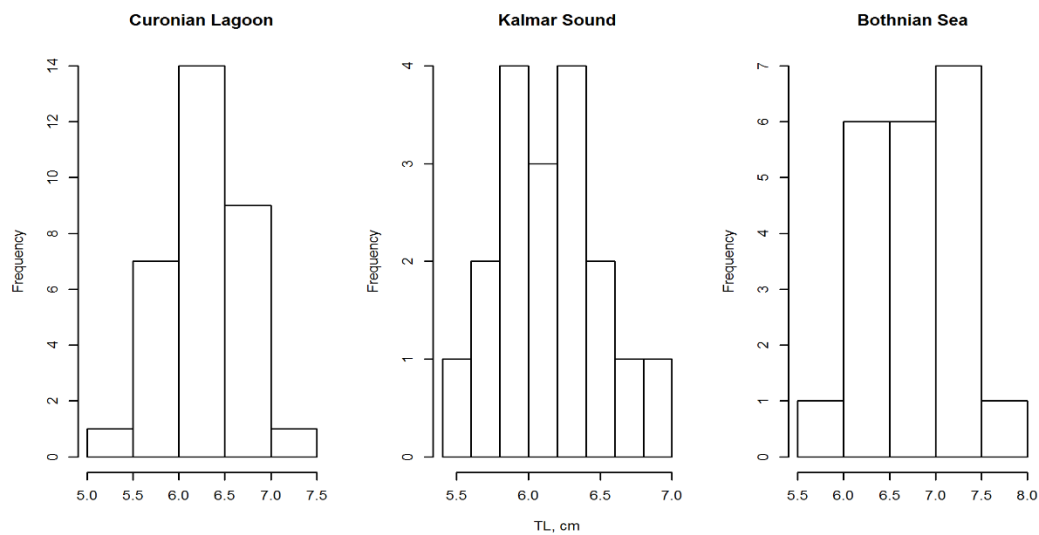 Curonian Lagoon
Frequency
0 2 4 6 8 10 12 14
5.0 5.5 6.0 6.5 7.0 7.5
Kalmar Sound
Frequency
0 1 2 3 4
5.5 6.0 6.5 7.0
TL, cm
Bothnian Sea
Frequency
0 1 2 3 4 5 6 7
5.5 6.0 6.5 7.0 7.5 8.0